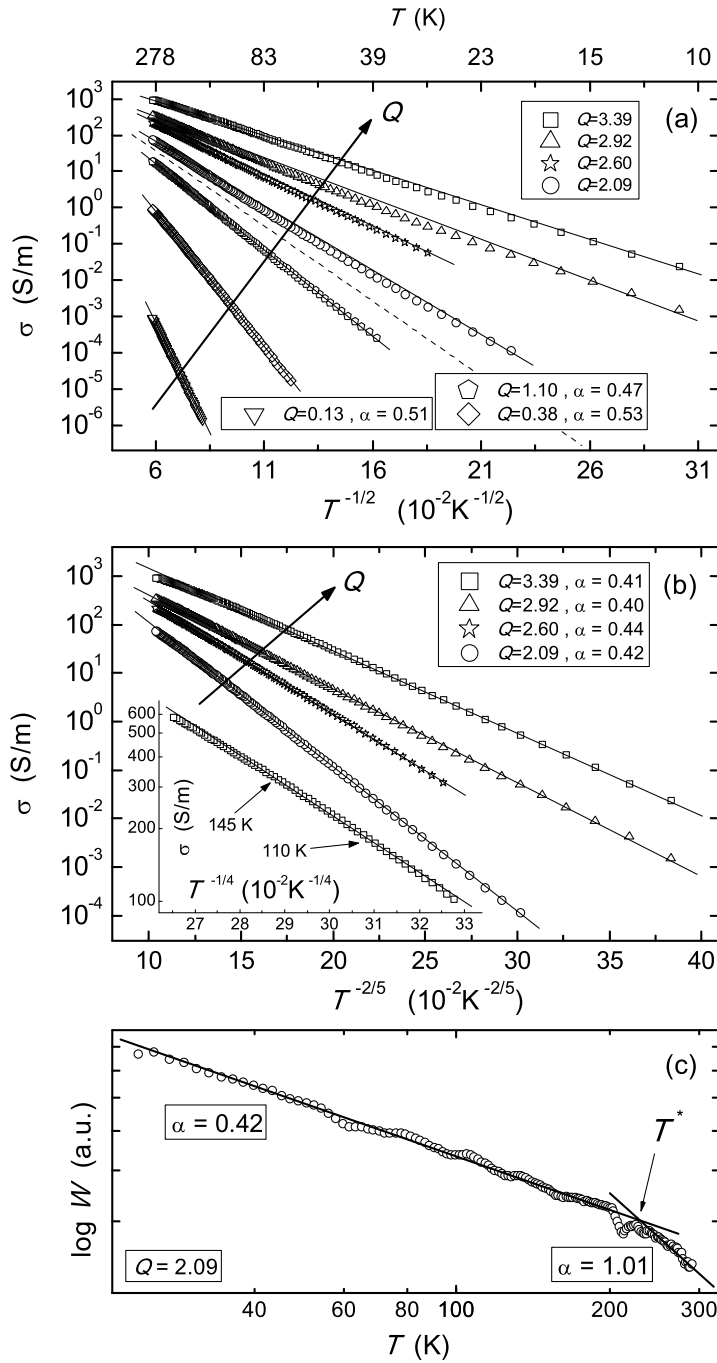 T (K)
278 83 39 23 14 10
(a)
Q
Q=3.39
Q=2.92
Q=2.60
Q=2.09
10^3
10^2
10^1
10^0
10^-1
10^-2
10^-3
10^-4
10^-5
10^-6
σ (S/m)
Q=0.13 , α = 0.51
Q=1.10 , α = 0.47
Q=0.38 , α = 0.53
6 11 16 21 26 31
T^-1/2 (10^-2K^-1/2)
(b)
Q
Q=3.39 , α = 0.41
Q=2.92 , α = 0.40
Q=2.60 , α = 0.44
Q=2.09 , α = 0.42
10^3
10^2
10^1
10^0
10^-1
10^-2
10^-3
10^-4
σ (S/m)
600
500
400
300
200
100
σ (S/m)
145 K
110 K
T^-1/4 (10^-2K^-1/4)
27 28 29 30 31 32 33
10 15 20 25 30 35 40
T^-2/5 (10^-2K^-2/5)
(c)
log W (a.u.)
α = 0.42
T*
Q = 2.09
α = 1.01
40 60 80 100 200 300
T (K)